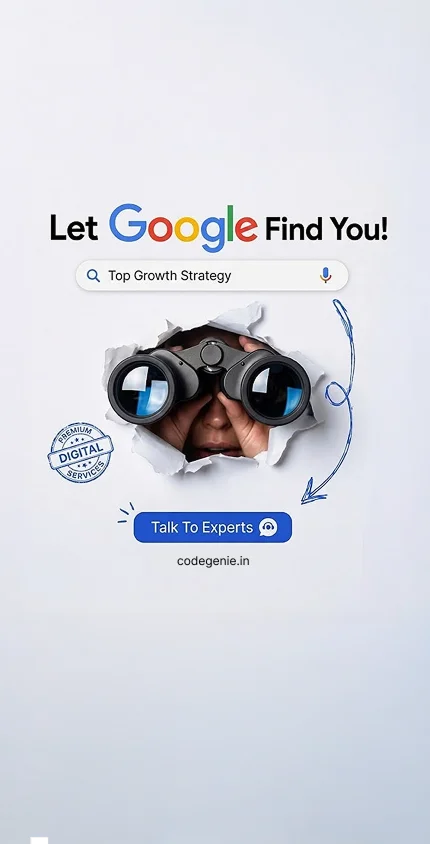 Let Google Find You!
Top Growth Strategy
PREMIUM
DIGITAL
SERVICES
Talk To Experts
codegenie.in